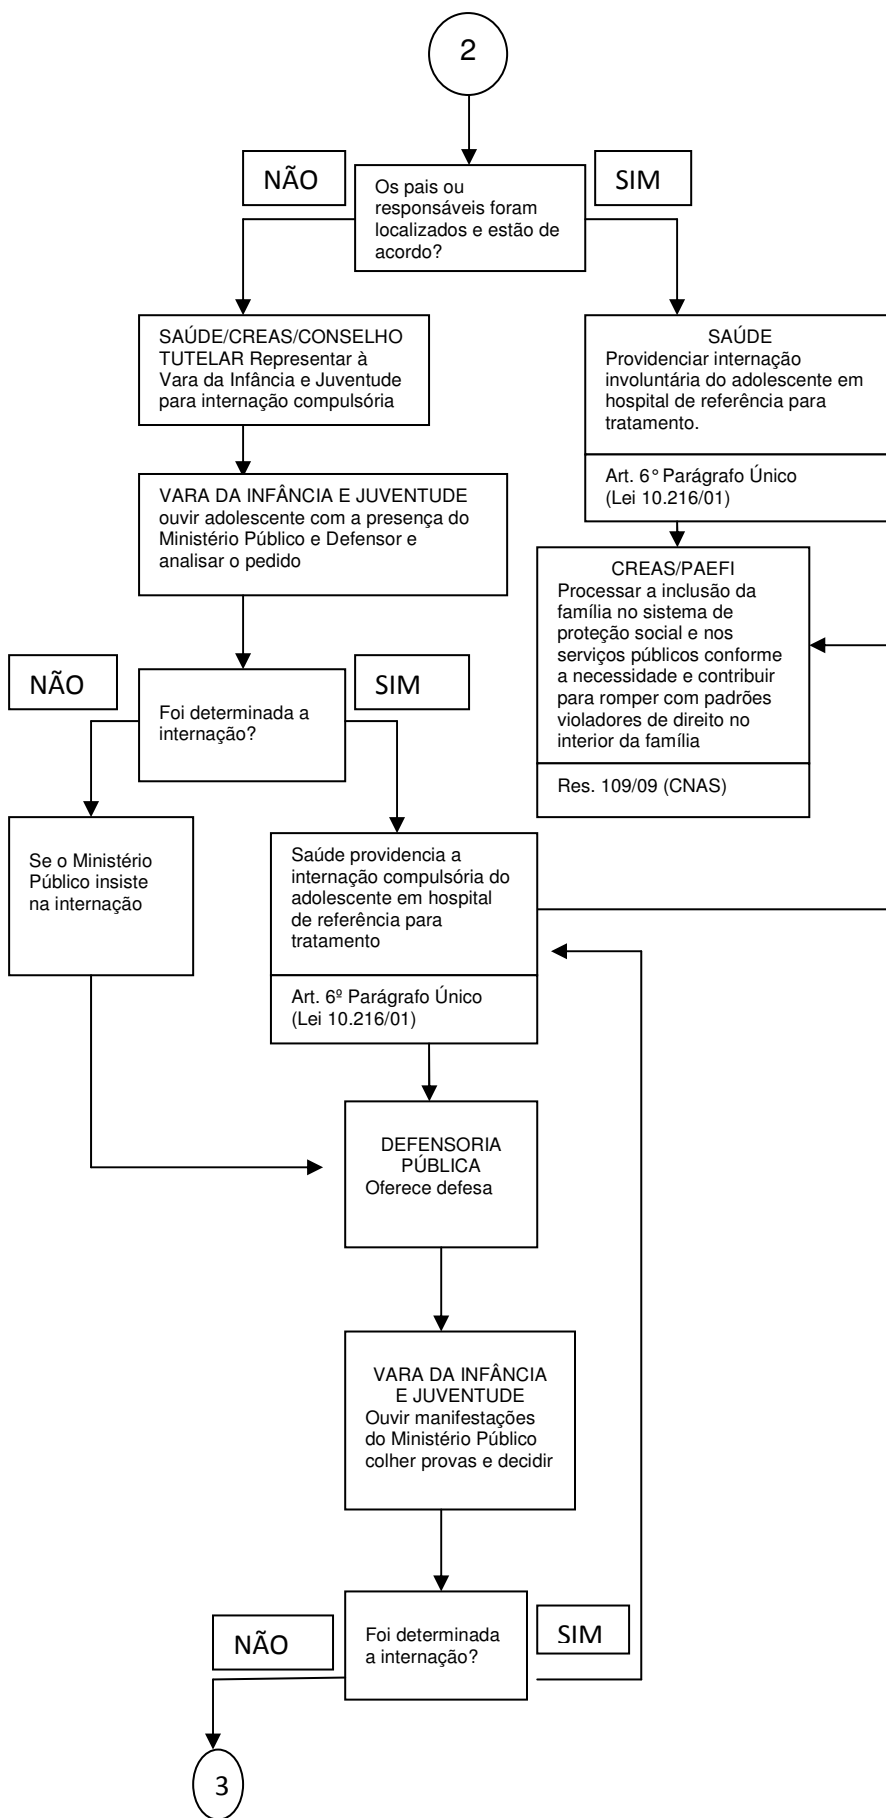 2
NÃO
SIM
Os pais ou
responsáveis foram
localizados e estão de
acordo?
SAÚDE/CREAS/CONSELHO
TUTELAR Representar à
Vara da Infância e Juventude
para internação compulsória
SAÚDE
Providenciar internação
involuntária do adolescente em
hospital de referência para
tratamento.
Art. 6° Parágrafo Único
(Lei 10.216/01)
VARA DA INFÂNCIA E JUVENTUDE
ouvir adolescente com a presença do
Ministério Público e Defensor e
analisar o pedido
CREAS/PAEFI
Processar a inclusão da
família no sistema de
proteção social e nos
serviços públicos conforme
a necessidade e contribuir
para romper com padrões
violadores de direito no
interior da família
Res. 109/09 (CNAS)
NÃO
SIM
Foi determinada a
internação?
Se o Ministério
Público insiste
na internação
Saúde providencia a
internação compulsória do
adolescente em hospital
de referência para
tratamento
Art. 6º Parágrafo Único
(Lei 10.216/01)
DEFENSORIA
PÚBLICA
Oferece defesa
VARA DA INFÂNCIA
E JUVENTUDE
Ouvir manifestações
do Ministério Público
colher provas e decidir
NÃO
Foi determinada
a internação?
SIM
3